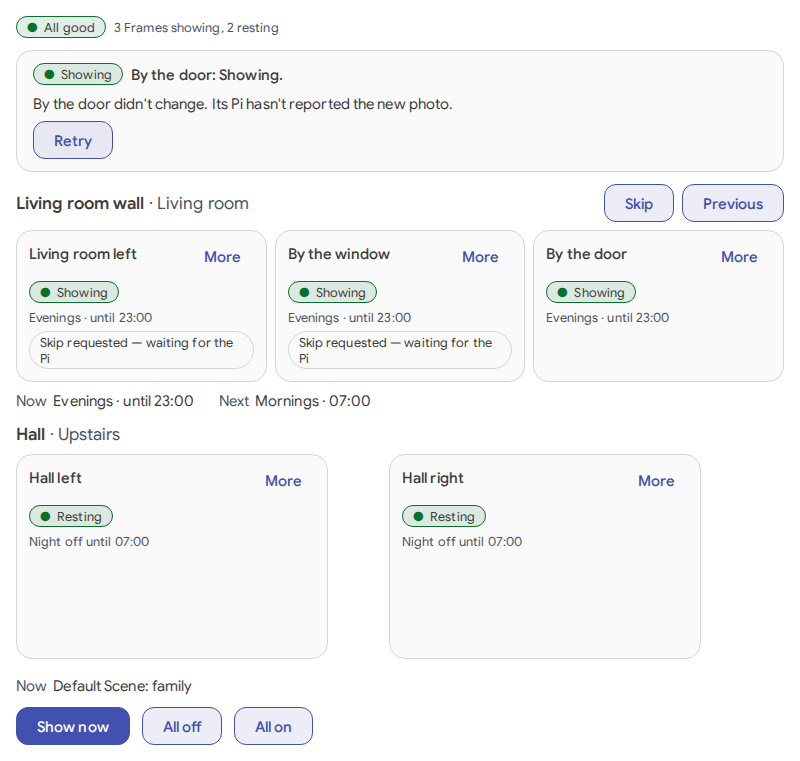 All good 3 Frames showing, 2 resting
Showing By the door: Showing.
By the door didn't change. Its Pi hasn't reported the new photo.
Retry
Living room wall · Living room
Skip Previous
Living room left More
Showing
Evenings · until 23:00
Skip requested — waiting for the
Pi
By the window More
Showing
Evenings · until 23:00
Skip requested — waiting for the
Pi
By the door More
Showing
Evenings · until 23:00
Now Evenings · until 23:00 Next Mornings · 07:00
Hall · Upstairs
Hall left More
Resting
Night off until 07:00
Hall right More
Resting
Night off until 07:00
Now Default Scene: family
Show now All off All on